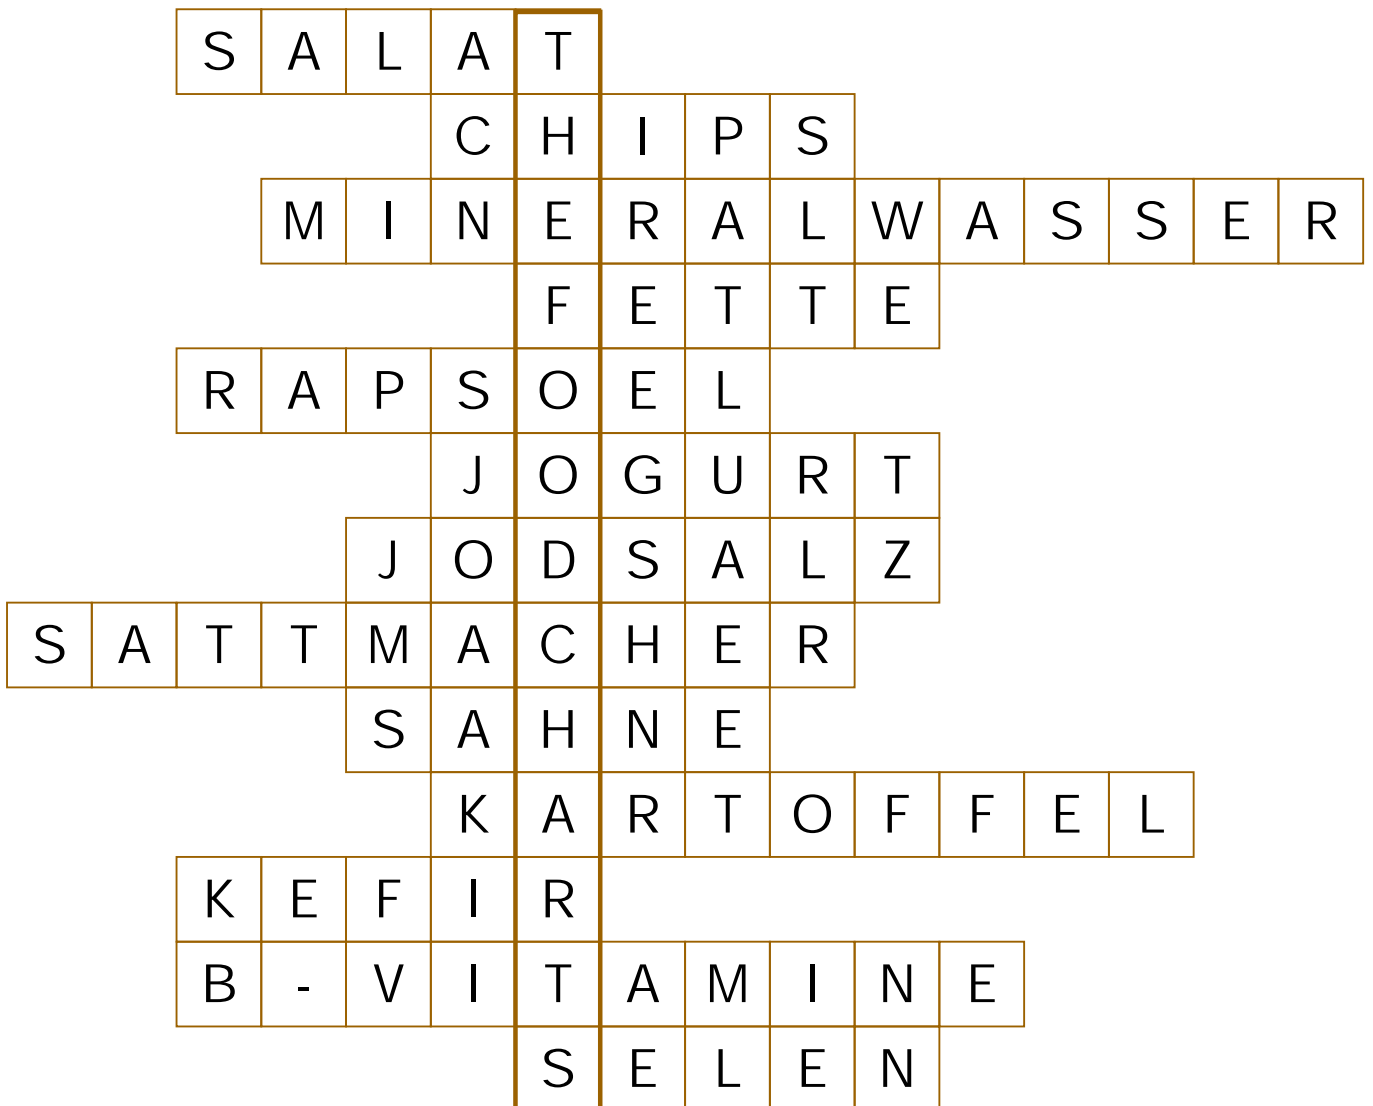 SALAT
CHIPS
MINERALWASSER
FETTE
RAPSOEL
JOGURT
JODSALZ
SATTMACHER
SAHNE
KARTOFFEL
KEFIR
B-VITAMINE
SELEN